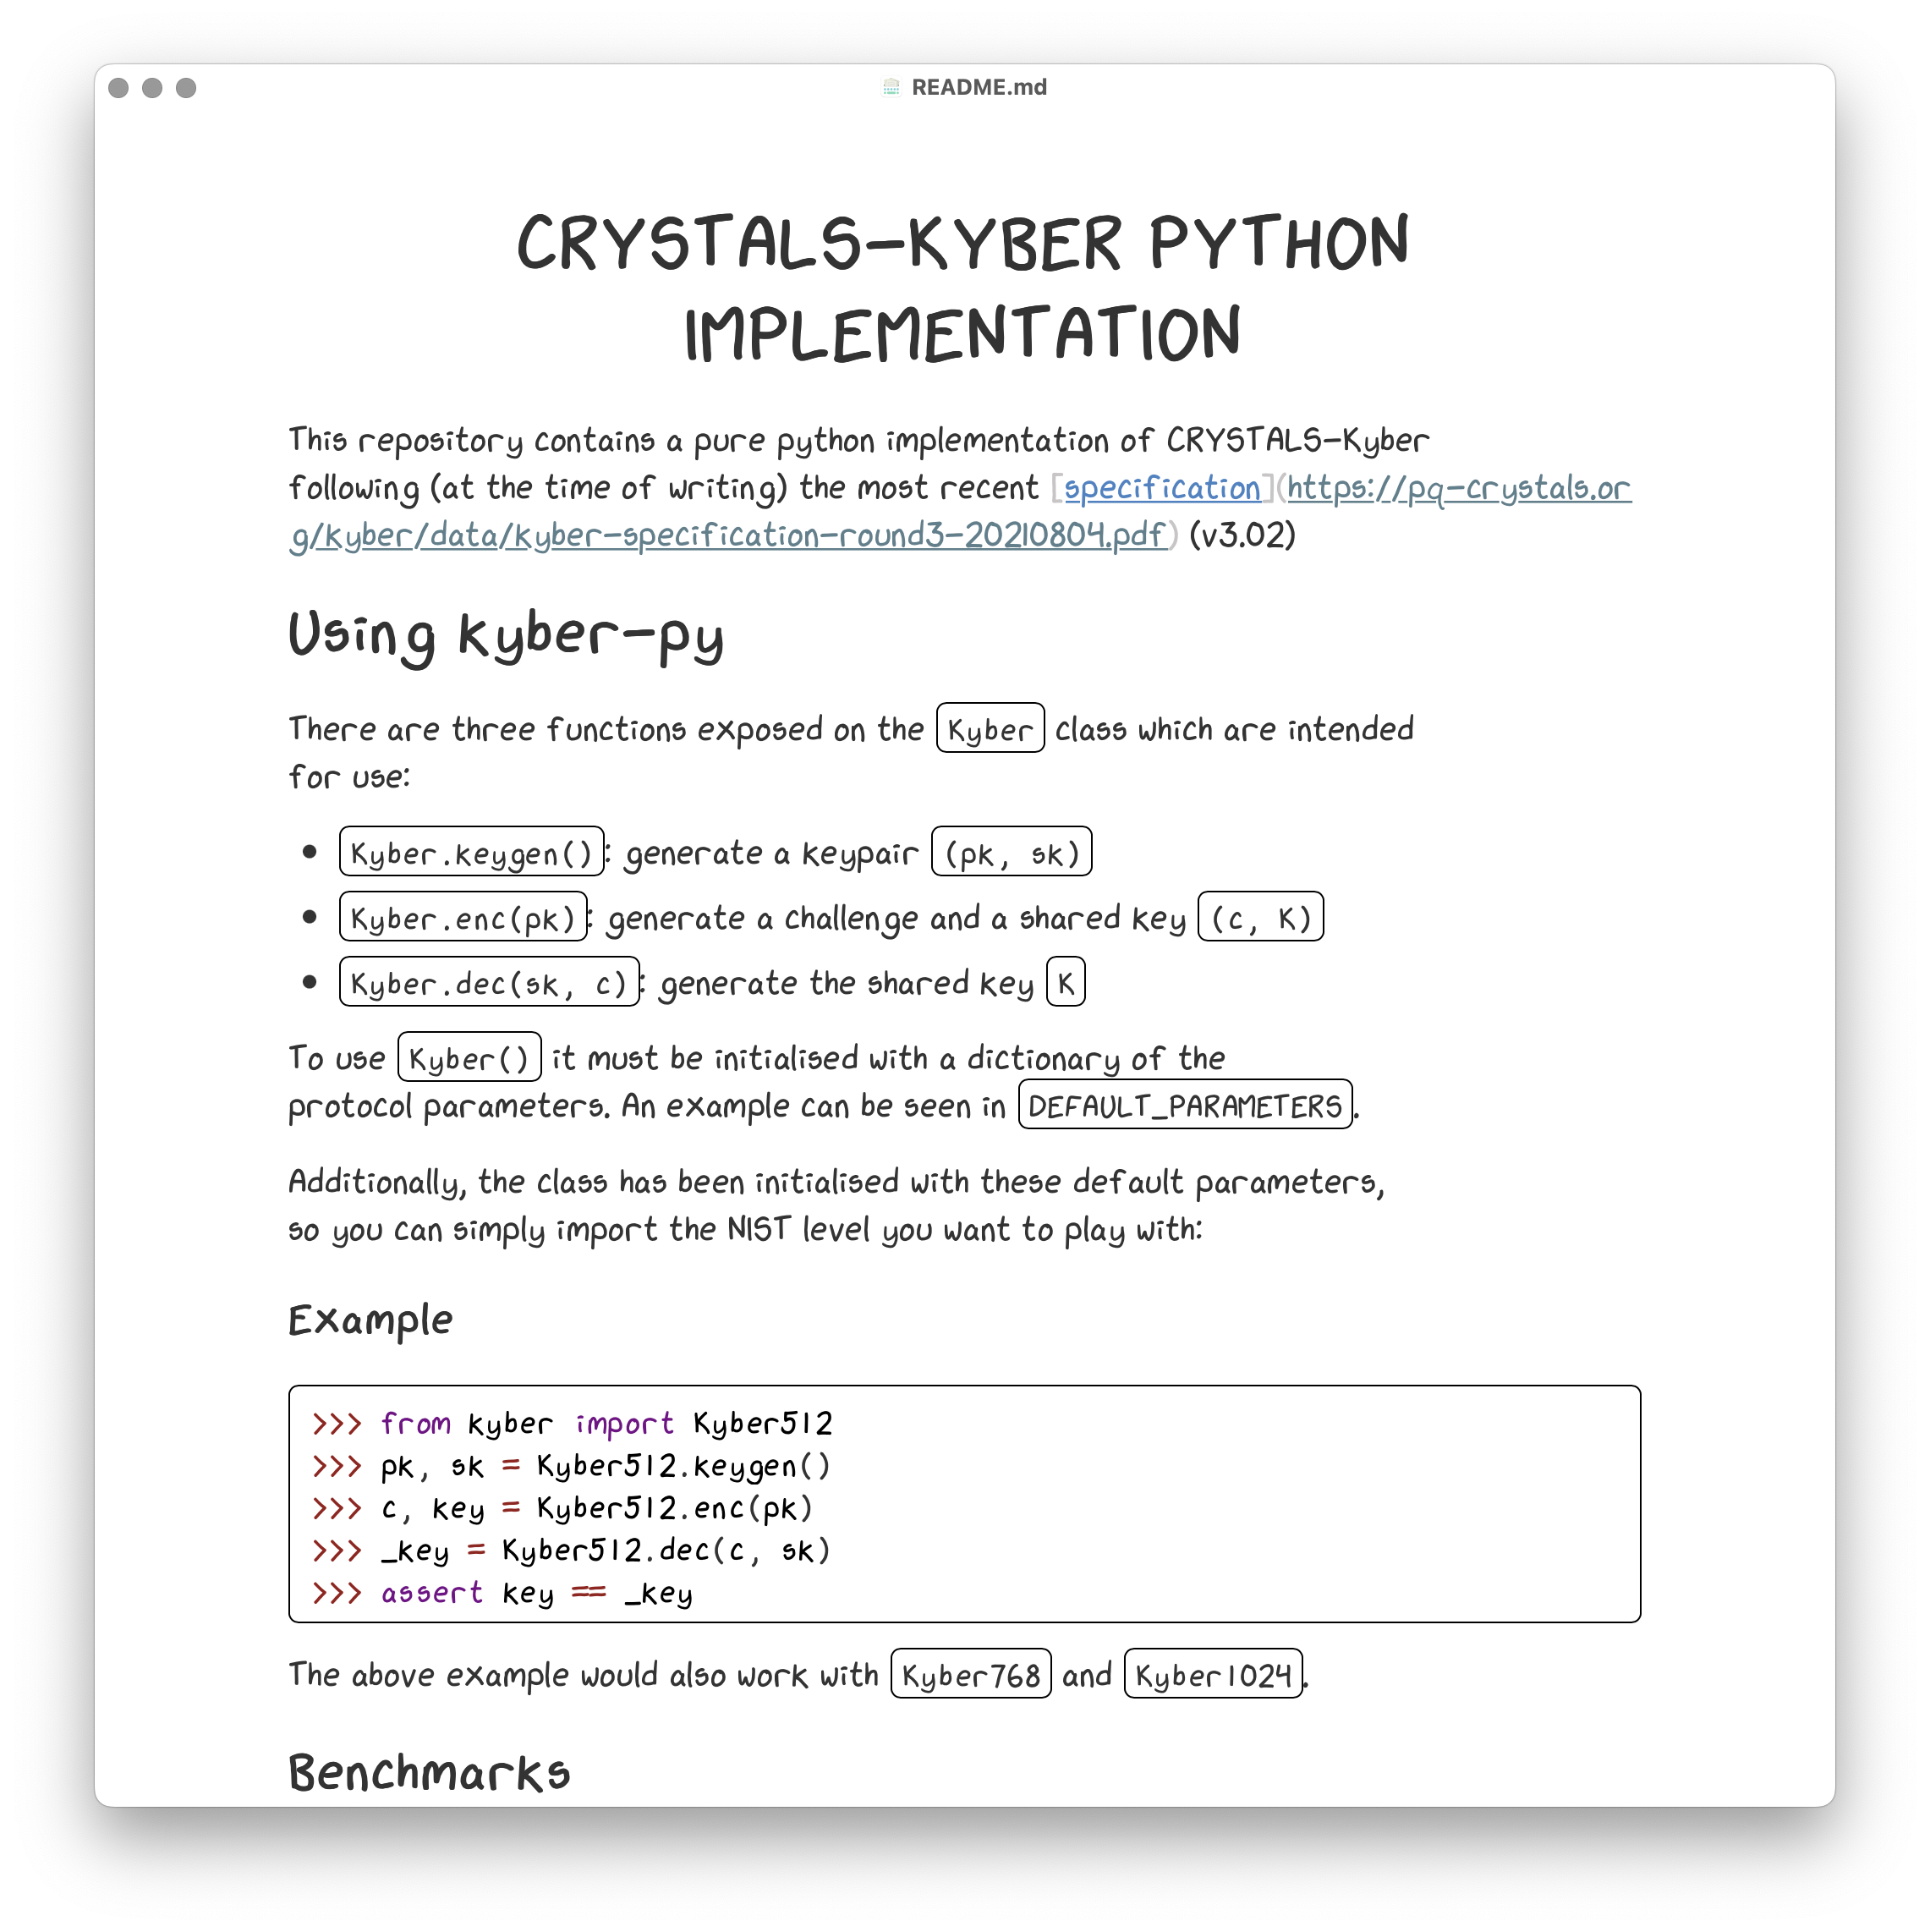 README.md
CRYSTALS-KYBER PYTHON
IMPLEMENTATION
This repository contains a pure python implementation of CRYSTALS-Kyber
following (at the time of writing) the most recent [specification](https://pq-crystals.or
g/kyber/data/kyber-specification-round3-20210804.pdf) (v3.02)
Using kyber-py
There are three functions exposed on the Kyber class which are intended
for use:
• Kyber.keygen(): generate a keypair (pk, sk)
• Kyber.enc(pk): generate a challenge and a shared key (c, K)
• Kyber.dec(sk, c): generate the shared key K
To use Kyber() it must be initialised with a dictionary of the
protocol parameters. An example can be seen in DEFAULT_PARAMETERS.
Additionally, the class has been initialised with these default parameters,
so you can simply import the NIST level you want to play with:
Example
>>> from kyber import Kyber512
>>> pk, sk = Kyber512.keygen()
>>> c, key = Kyber512.enc(pk)
>>> _key = Kyber512.dec(c, sk)
>>> assert key == _key
The above example would also work with Kyber768 and Kyber1024.
Benchmarks